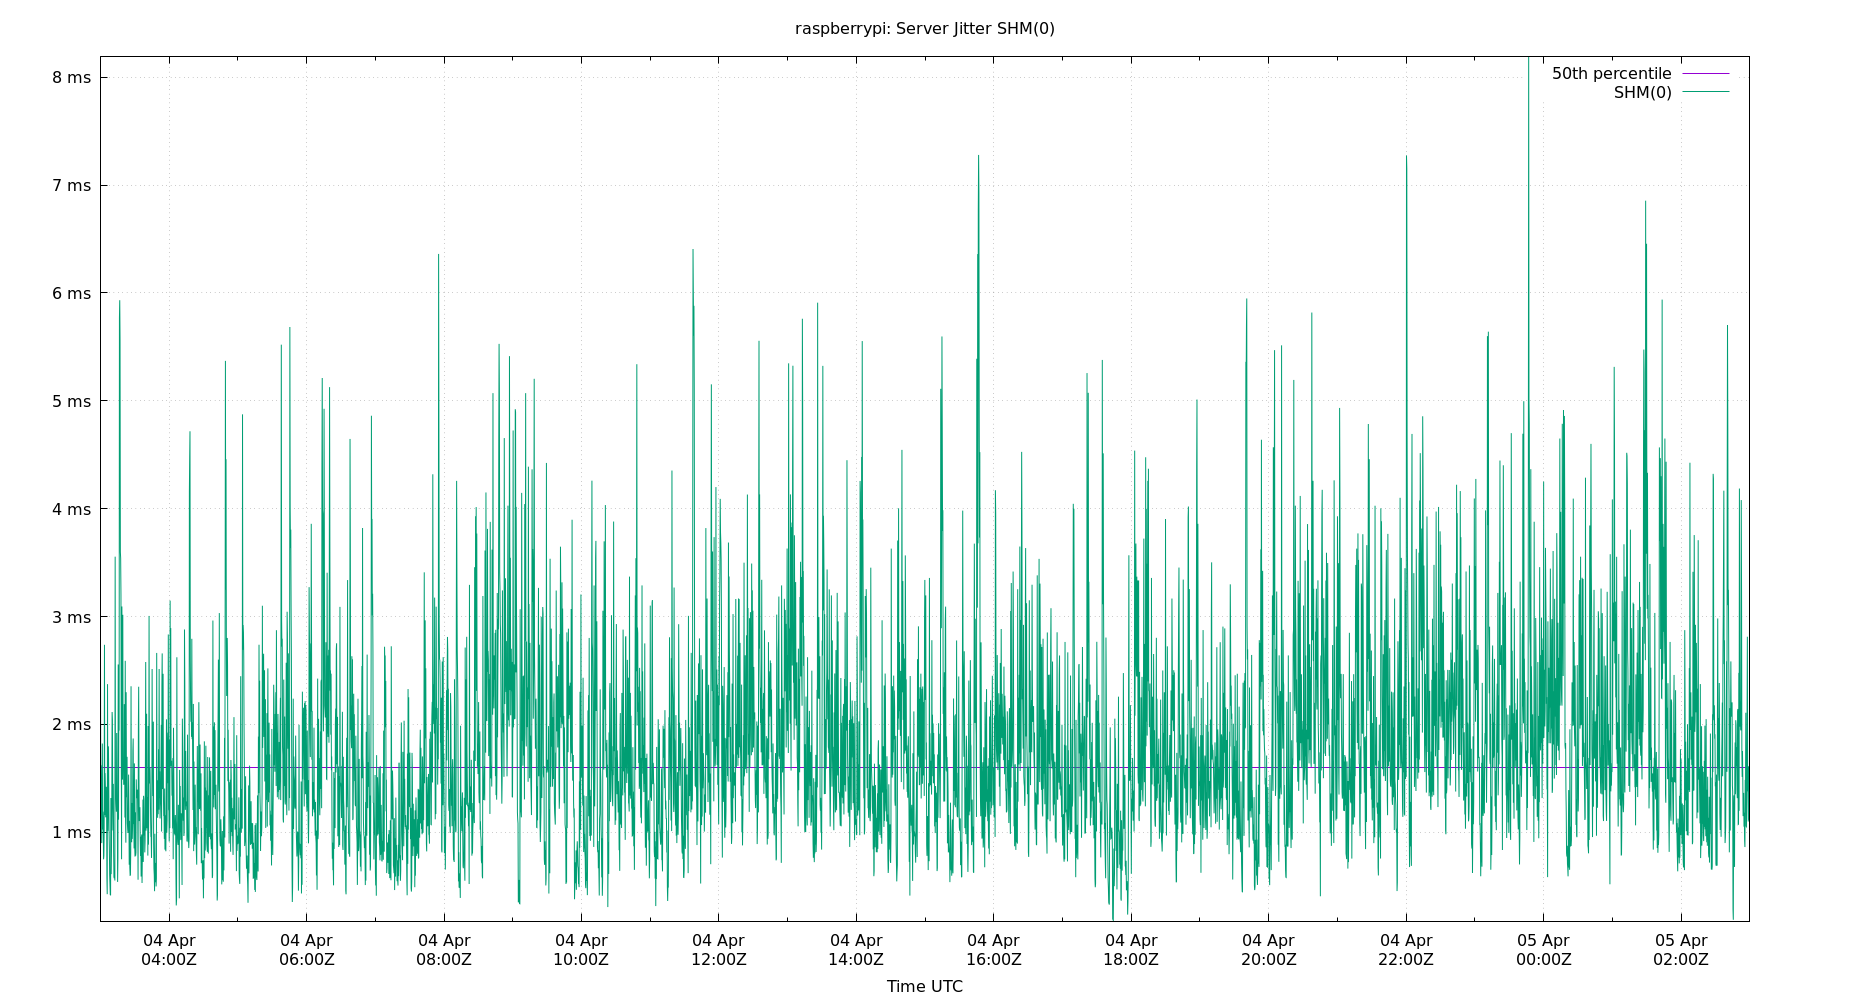 raspberrypi: Server Jitter SHM(0)
50th percentile
SHM(0)
8 ms
7 ms
6 ms
5 ms
4 ms
3 ms
2 ms
1 ms
04 Apr 04 Apr 04 Apr 04 Apr 04 Apr 04 Apr 04 Apr 04 Apr 04 Apr 04 Apr 05 Apr 05 Apr
04:00Z 06:00Z 08:00Z 10:00Z 12:00Z 14:00Z 16:00Z 18:00Z 20:00Z 22:00Z 00:00Z 02:00Z
Time UTC